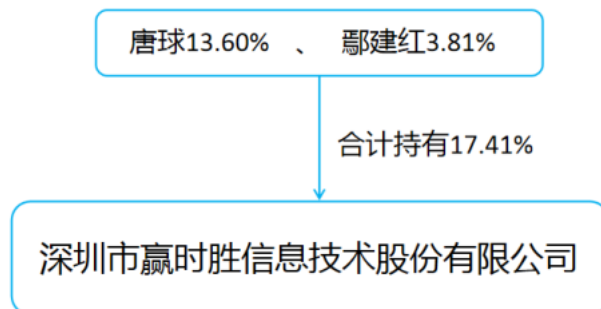 唐球13.60% 、 鄢建红3.81%
合计持有17.41%
深圳市赢时胜信息技术股份有限公司